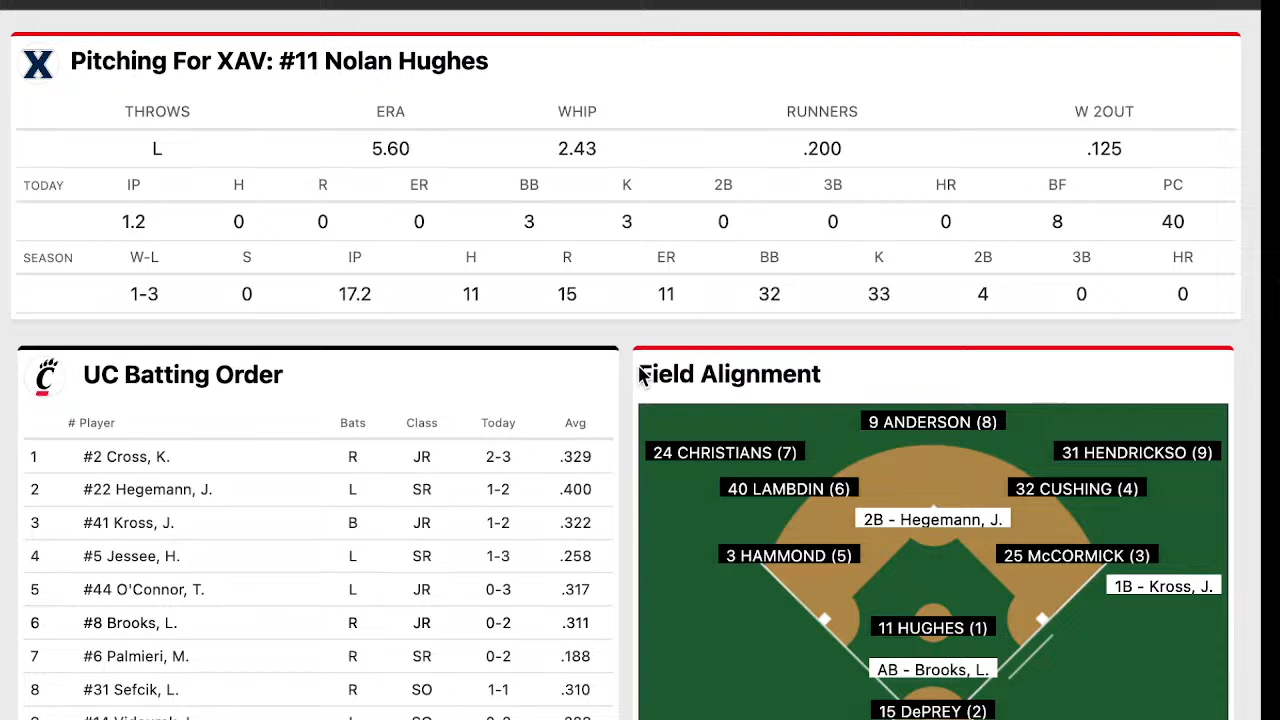 Pitching For XAV: #11 Nolan Hughes
THROWS ERA WHIP RUNNERS W 2OUT
L 5.60 2.43 .200 .125
TODAY IP H R ER BB K 2B 3B HR BF PC
1.2 0 0 0 3 3 0 0 0 8 40
SEASON W-L S IP H R ER BB K 2B 3B HR
1-3 0 17.2 11 15 11 32 33 4 0 0
UC Batting Order
# Player Bats Class Today Avg
1 #2 Cross, K. R JR 2-3 .329
2 #22 Hegemann, J. L SR 1-2 .400
3 #41 Kross, J. B JR 1-2 .322
4 #5 Jessee, H. L SR 1-3 .258
5 #44 O'Connor, T. L JR 0-3 .317
6 #8 Brooks, L. R JR 0-2 .311
7 #6 Palmieri, M. R SR 0-2 .188
8 #31 Sefcik, L. R SO 1-1 .310
Field Alignment
9 ANDERSON (8)
24 CHRISTIANS (7)
31 HENDRICKSO (9)
40 LAMBDIN (6)
32 CUSHING (4)
2B - Hegemann, J.
3 HAMMOND (5)
25 McCORMICK (3)
1B - Kross, J.
11 HUGHES (1)
AB - Brooks, L.
15 DePREY (2)